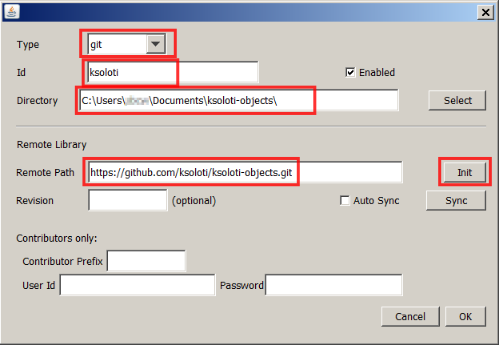 Type git
Id ksoloti Enabled
Directory C:\Users\ \Documents\ksoloti-objects\ Select
Remote Library
Remote Path https://github.com/ksoloti/ksoloti-objects.git Init
Revision (optional) Auto Sync Sync
Contributors only:
Contributor Prefix
User Id Password
Cancel OK